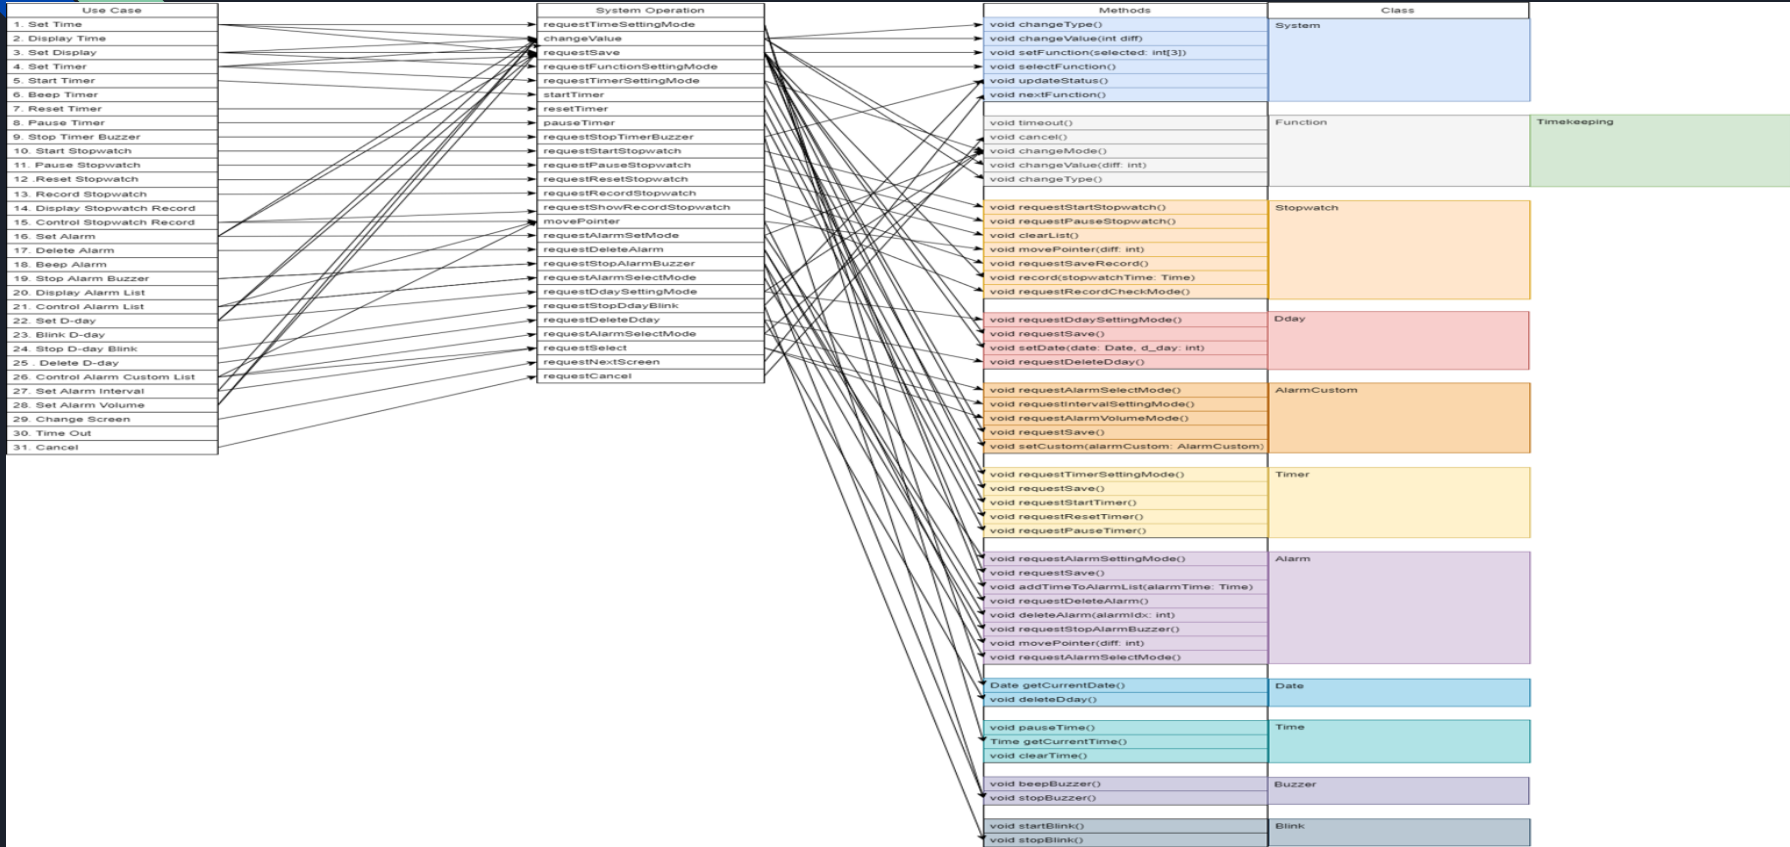 Use Case
1. Set Time
2. Display Time
3. Set Display
4. Set Timer
5. Start Timer
6. Beep Timer
7. Reset Timer
8. Pause Timer
9. Stop Timer Buzzer
10. Start Stopwatch
11. Pause Stopwatch
12 .Reset Stopwatch
13. Record Stopwatch
14. Display Stopwatch Record
15. Control Stopwatch Record
16. Set Alarm
17. Delete Alarm
18. Beep Alarm
19. Stop Alarm Buzzer
20. Display Alarm List
21. Control Alarm List
22. Set D-day
23. Blink D-day
24. Stop D-day Blink
25 . Delete D-day
26. Control Alarm Custom List
27. Set Alarm Interval
28. Set Alarm Volume
29. Change Screen
30. Time Out
31. Cancel
System Operation
requestTimeSettingMode
changeValue
requestSave
requestFunctionSettingMode
requestTimerSettingMode
startTimer
resetTimer
pauseTimer
requestStopTimerBuzzer
requestStartStopwatch
requestPauseStopwatch
requestResetStopwatch
requestRecordStopwatch
requestShowRecordStopwatch
movePointer
requestAlarmSetMode
requestDeleteAlarm
requestStopAlarmBuzzer
requestAlarmSelectMode
requestDdaySettingMode
requestStopDdayBlink
requestDeleteDday
requestAlarmSelectMode
requestSelect
requestNextScreen
requestCancel
Methods
Class
void changeType()
System
void changeValue(int diff)
void setFunction(selected: int[3])
void selectFunction()
void updateStatus()
void nextFunction()
void timeout()
Function
Timekeeping
void cancel()
void changeMode()
void changeValue(diff: int)
void changeType()
void requestStartStopwatch()
Stopwatch
void requestPauseStopwatch()
void clearList()
void movePointer(diff: int)
void requestSaveRecord()
void record(stopwatchTime: Time)
void requestRecordCheckMode()
void requestDdaySettingMode()
Dday
void requestSave()
void setDate(date: Date, d_day: int)
void requestDeleteDday()
void requestAlarmSelectMode()
AlarmCustom
void requestIntervalSettingMode()
void requestAlarmVolumeMode()
void requestSave()
void setCustom(alarmCustom: AlarmCustom)
void requestTimerSettingMode()
Timer
void requestSave()
void requestStartTimer()
void requestResetTimer()
void requestPauseTimer()
void requestAlarmSettingMode()
Alarm
void requestSave()
void addTimeToAlarmList(alarmTime: Time)
void requestDeleteAlarm()
void deleteAlarm(alarmIdx: int)
void requestStopAlarmBuzzer()
void movePointer(diff: int)
void requestAlarmSelectMode()
Date getCurrentDate()
Date
void deleteDday()
void pauseTime()
Time
Time getCurrentTime()
void clearTime()
void beepBuzzer()
Buzzer
void stopBuzzer()
void startBlink()
Blink
void stopBlink()